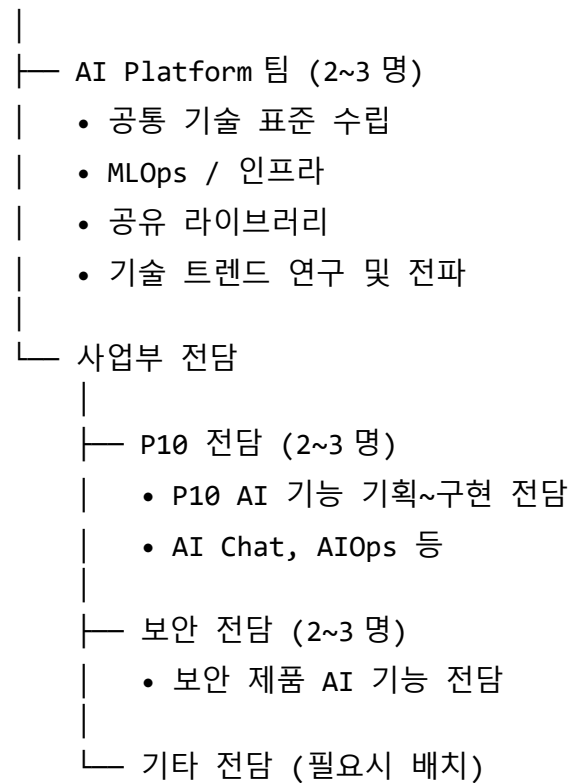 AI Platform 팀 (2~3 명)
• 공통 기술 표준 수립
• MLOps / 인프라
• 공유 라이브러리
• 기술 트렌드 연구 및 전파
사업부 전담
P10 전담 (2~3 명)
• P10 AI 기능 기획~구현 전담
• AI Chat, AIOps 등
보안 전담 (2~3 명)
• 보안 제품 AI 기능 전담
기타 전담 (필요시 배치)